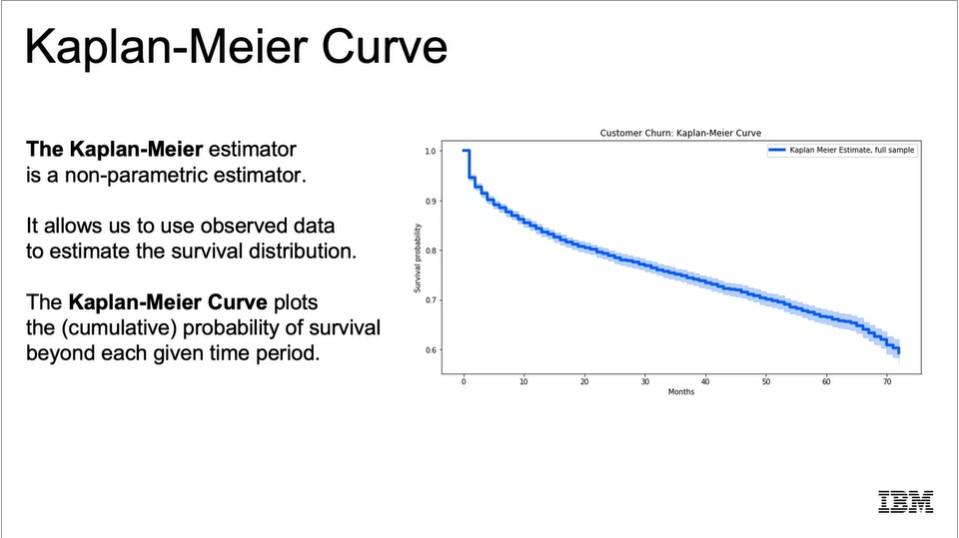 Kaplan-Meier Curve
The Kaplan-Meier estimator
is a non-parametric estimator.
It allows us to use observed data
to estimate the survival distribution.
The Kaplan-Meier Curve plots
the (cumulative) probability of survival
beyond each given time period.
Customer Churn: Kaplan-Meier Curve
Kaplan Meier Estimate, full sample
Survival probability
1.0
0.9
0.8
0.7
0.6
0 10 20 30 40 50 60 70
Months
IBM